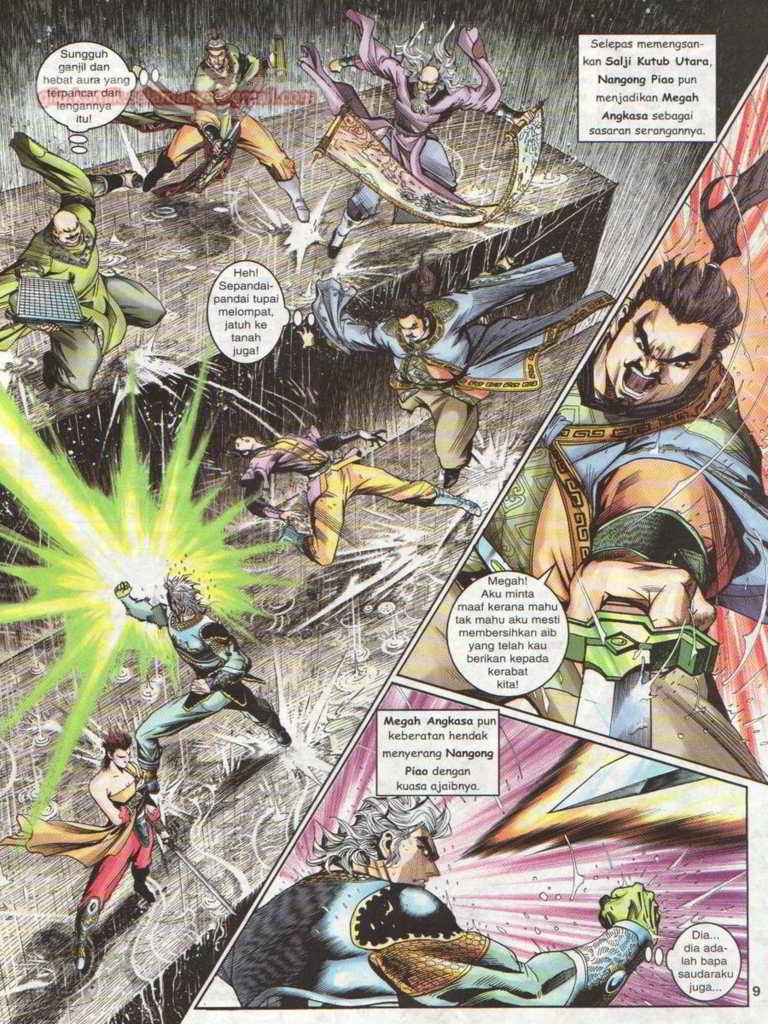 Sungguh
ganjil dan
hebat aura yang
terpancar dari
lengannya
itu!
Selepas memengsan-
kan Salji Kutub Utara,
Nangong Piao pun
menjadikan Megah
Angkasa sebagai
sasaran serangannya.
Heh!
Sepandai-
pandai tupai
melompat,
jatuh ke
tanah
juga!
Megah!
Aku minta
maaf kerana mahu
tak mahu aku mesti
membersihkan aib
yang telah kau
berikan kepada
kerabat
kita!
Megah Angkasa pun
keberatan hendak
menyerang Nangong
Piao dengan
kuasa ajaibnya.
Dia...
dia ada-
lah bapa
saudaraku
juga...
9